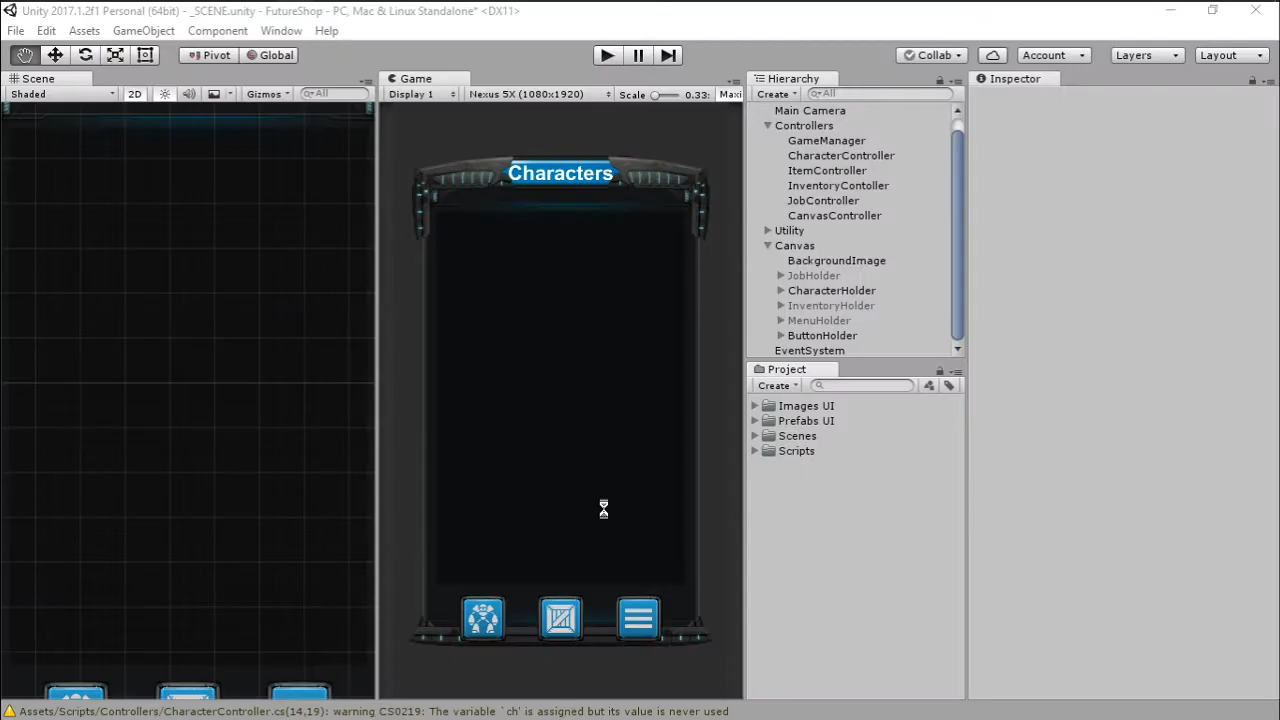 Unity 2017.1.2f1 Personal (64bit) - _SCENE.unity - FutureShop - PC, Mac & Linux Standalone* <DX11>
File Edit Assets GameObject Component Window Help
Pivot Global Collab Account Layers Layout
Scene
Shaded 2D Gizmos All
Game
Display 1 Nexus 5X (1080x1920) Scale 0.33: Maxi
Characters
Hierarchy
Create All
Main Camera
Controllers
GameManager
CharacterController
ItemController
InventoryContoller
JobController
CanvasController
Utility
Canvas
BackgroundImage
JobHolder
CharacterHolder
InventoryHolder
MenuHolder
ButtonHolder
EventSystem
Project
Create
Images UI
Prefabs UI
Scenes
Scripts
Inspector
Assets/Scripts/Controllers/CharacterController.cs(14,19): warning CS0219: The variable `ch' is assigned but its value is never used